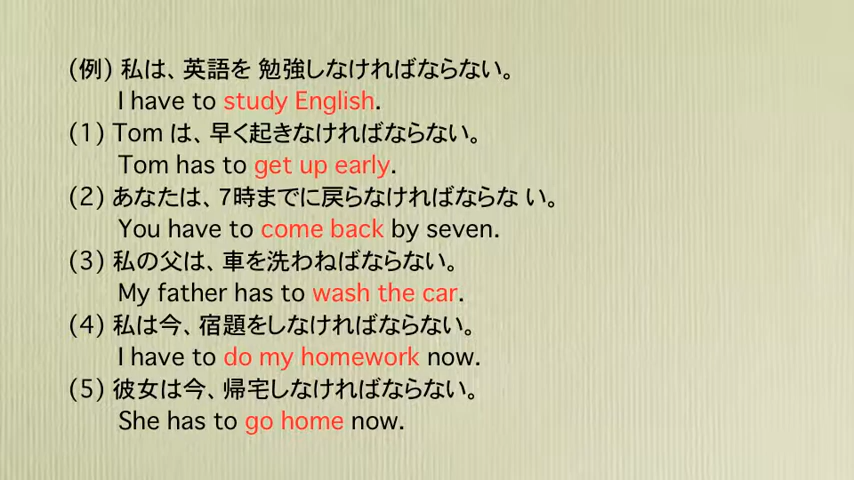 (例) 私は、英語を 勉強しなければならない。
I have to study English.
(1) Tom は、早く起きなければならない。
Tom has to get up early.
(2) あなたは、7時までに戻らなければならな い。
You have to come back by seven.
(3) 私の父は、車を洗わねばならない。
My father has to wash the car.
(4) 私は今、宿題をしなければならない。
I have to do my homework now.
(5) 彼女は今、帰宅しなければならない。
She has to go home now.